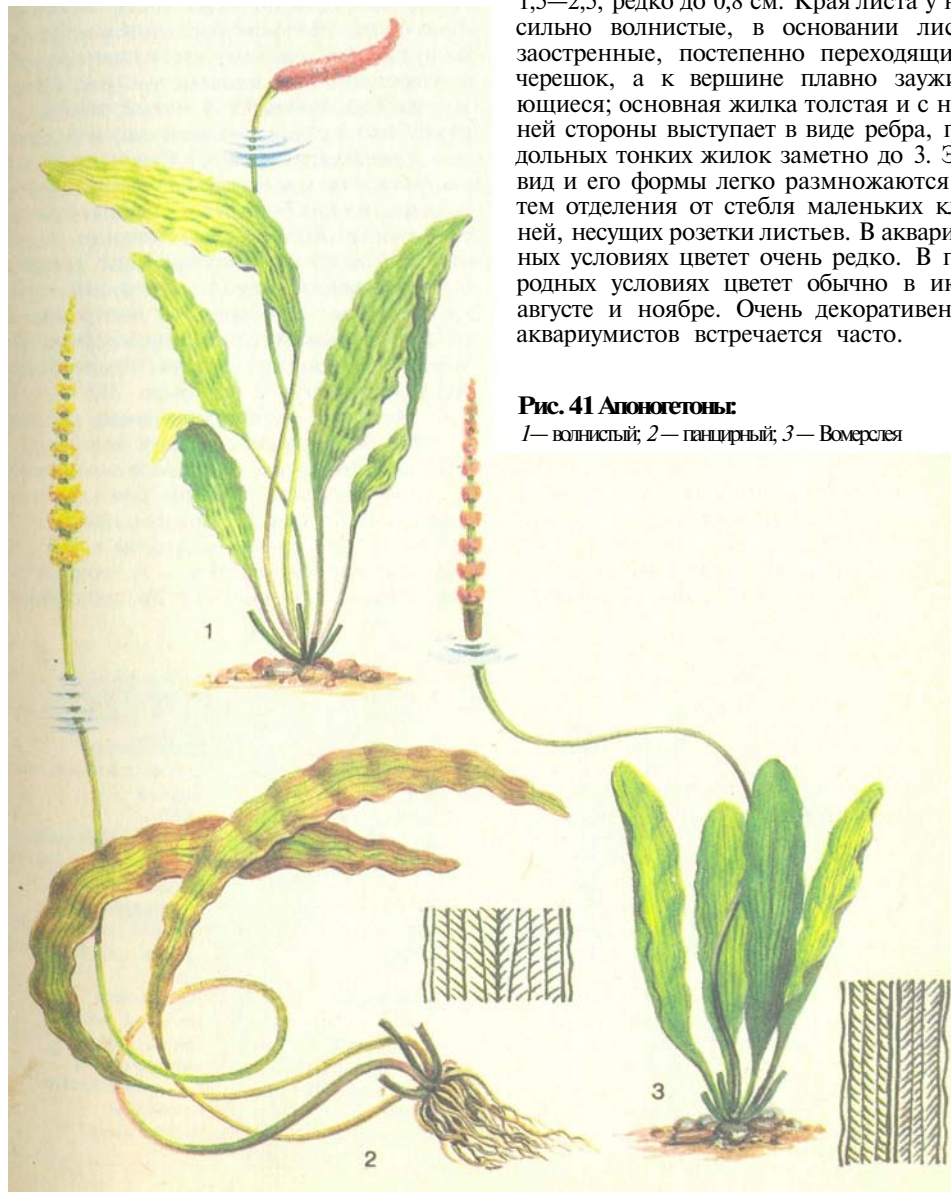 1,5—2,5, редко до 0,8 см. Края листа у н
сильно волнистые, в основании лис
заостренные, постепенно переходящи
черешок, а к вершине плавно заужи
ющиеся; основная жилка толстая и с н
ней стороны выступает в виде ребра, п
дольных тонких жилок заметно до 3. Э
вид и его формы легко размножаются
тем отделения от стебля маленьких кл
ней, несущих розетки листьев. В аквари
ных условиях цветет очень редко. В п
родных условиях цветет обычно в ин
августе и ноябре. Очень декоративен
аквариумистов встречается часто.
Рис. 41 Апоногетоны:
1— волнистый; 2 — панцирный; 3 — Вомерслея
1
2
3